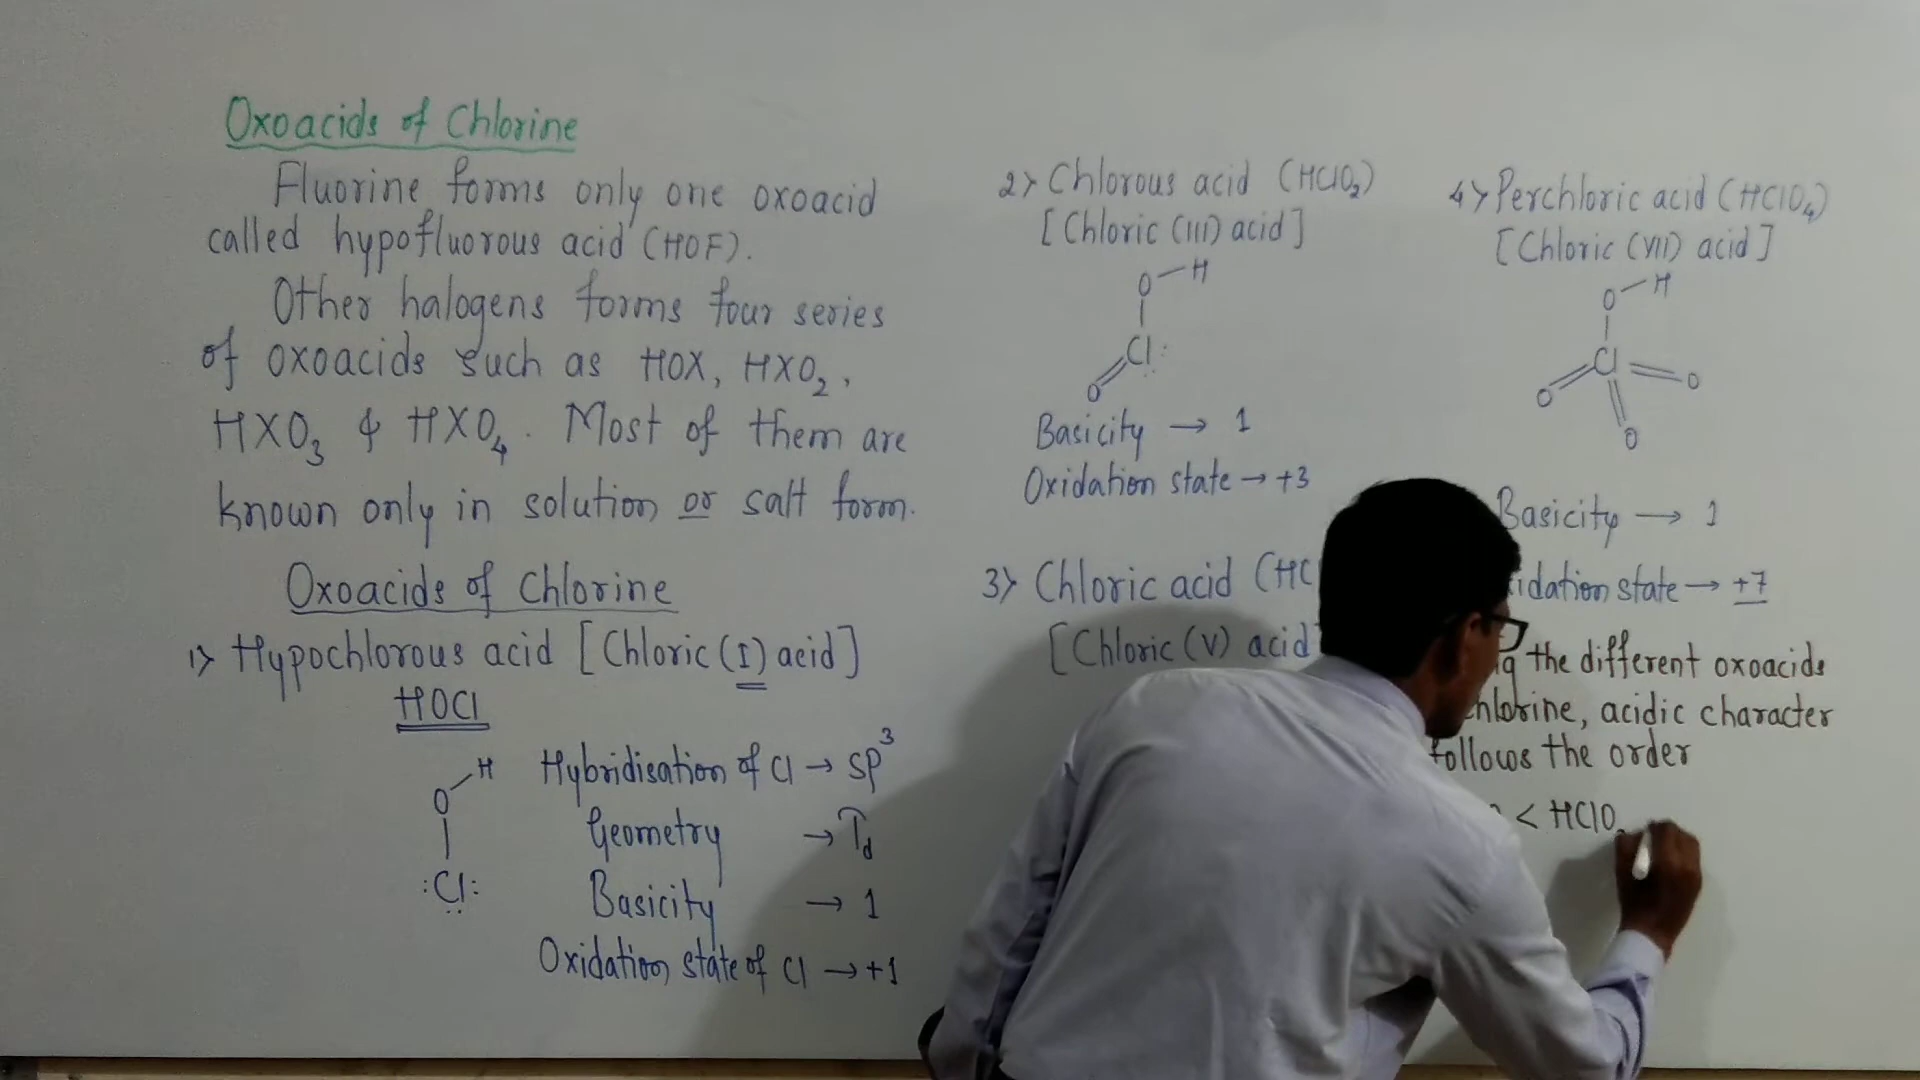 Oxoacids of Chlorine
Fluorine forms only one oxoacid
called hypofluorous acid (HOF).
Other halogens forms four series
of oxoacids such as HOX, HXO₂,
HXO₃ & HXO₄. Most of them are
known only in solution or salt form.
Oxoacids of Chlorine
1> Hypochlorous acid [Chloric (I) acid]
HOCl
O—H
:Cl:
Hybridisation of Cl → SP³
Geometry → Td
Basicity → 1
Oxidation state of Cl → +1
2> Chlorous acid (HClO₂)
[Chloric (III) acid]
O—H
Cl:
O
Basicity → 1
Oxidation state → +3
3> Chloric acid (HC
[Chloric (V) acid
4> Perchloric acid (HClO₄)
[Chloric (VII) acid]
O—H
Cl
O
O
O
Basicity → 1
idation state → +7
the different oxoacids
hlorine, acidic character
follows the order
< HClO